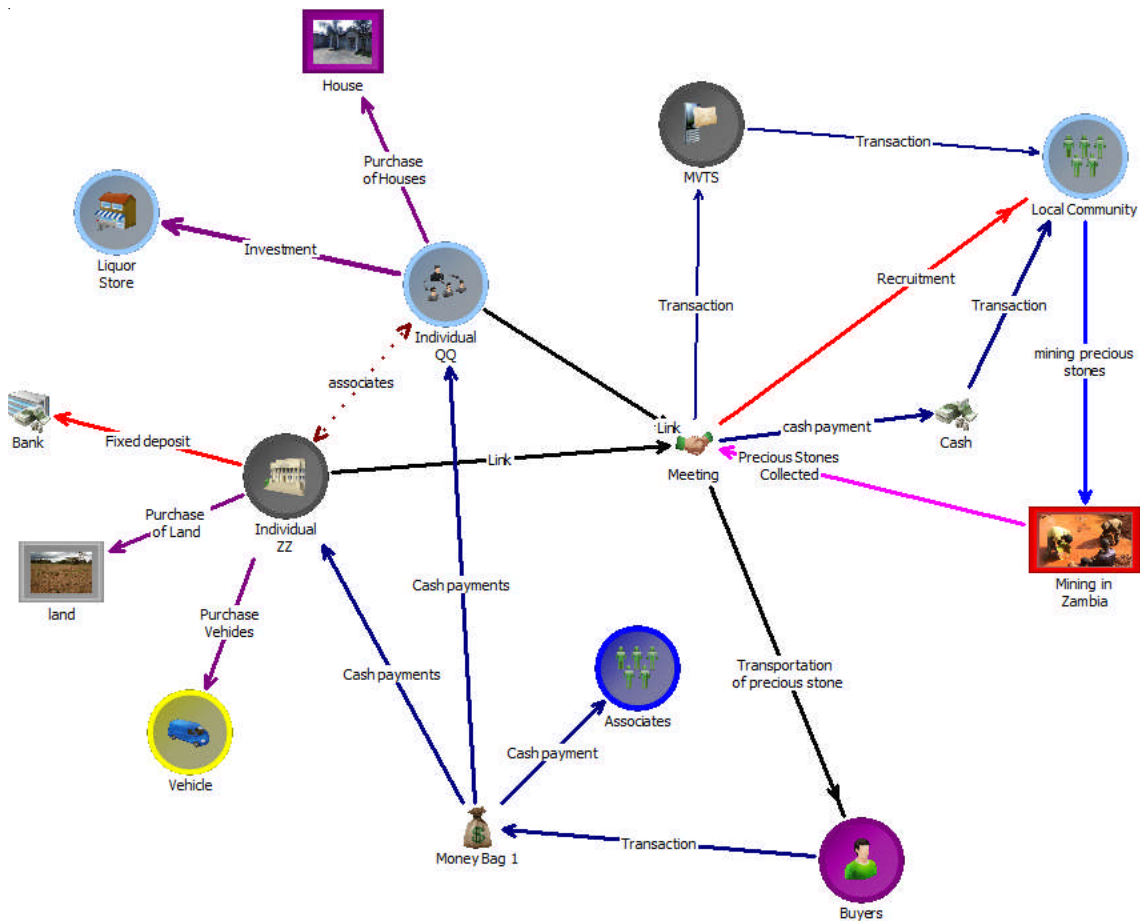 House
Purchase
of Houses
MVTS
Transaction
Local Community
Liquor
Store
Investment
Individual
QQ
Recruitment
Transaction
Transaction
mining precious
stones
associates
Bank
Fixed deposit
Link
cash payment
Cash
Link
Meeting
Precious Stones
Collected
Individual
ZZ
Purchase
of Land
land
Mining in
Zambia
Cash payments
Purchase
Vehides
Cash payments
Transportation
of precious stone
Associates
Cash payment
Vehicle
Money Bag 1
Transaction
Buyers